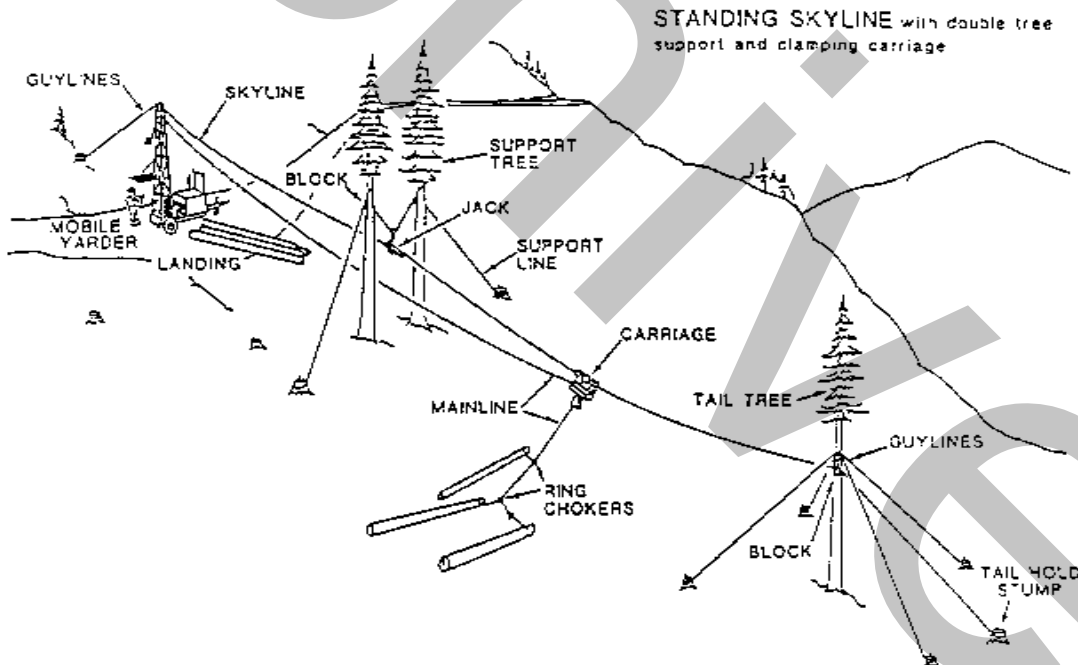 STANDING SKYLINE with double tree
support and clamping carriage
GUYLINES
SKYLINE
SUPPORT
TREE
BLOCK
JACK
MOBILE
YARDER
LANDING
SUPPORT
LINE
CARRIAGE
MAINLINE
TAIL TREE
GUYLINES
RING
CHOKERS
BLOCK
TAIL HOLD
STUMP